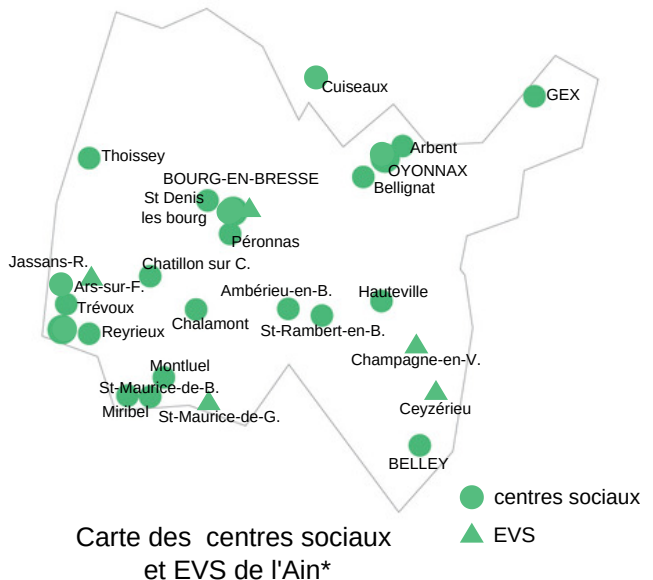 Cuiseaux
GEX
Arbent
Thoissey
OYONNAX
BOURG-EN-BRESSE
Bellignat
St Denis
les bourg
Péronnas
Jassans-R.
Chatillon sur C.
Ars-sur-F.
Ambérieu-en-B.
Hauteville
Trévoux
Chalamont
St-Rambert-en-B.
Reyrieux
Champagne-en-V.
Montluel
St-Maurice-de-B.
Ceyzérieu
Miribel
St-Maurice-de-G.
BELLEY
centres sociaux
EVS
Carte des centres sociaux
et EVS de l'Ain*